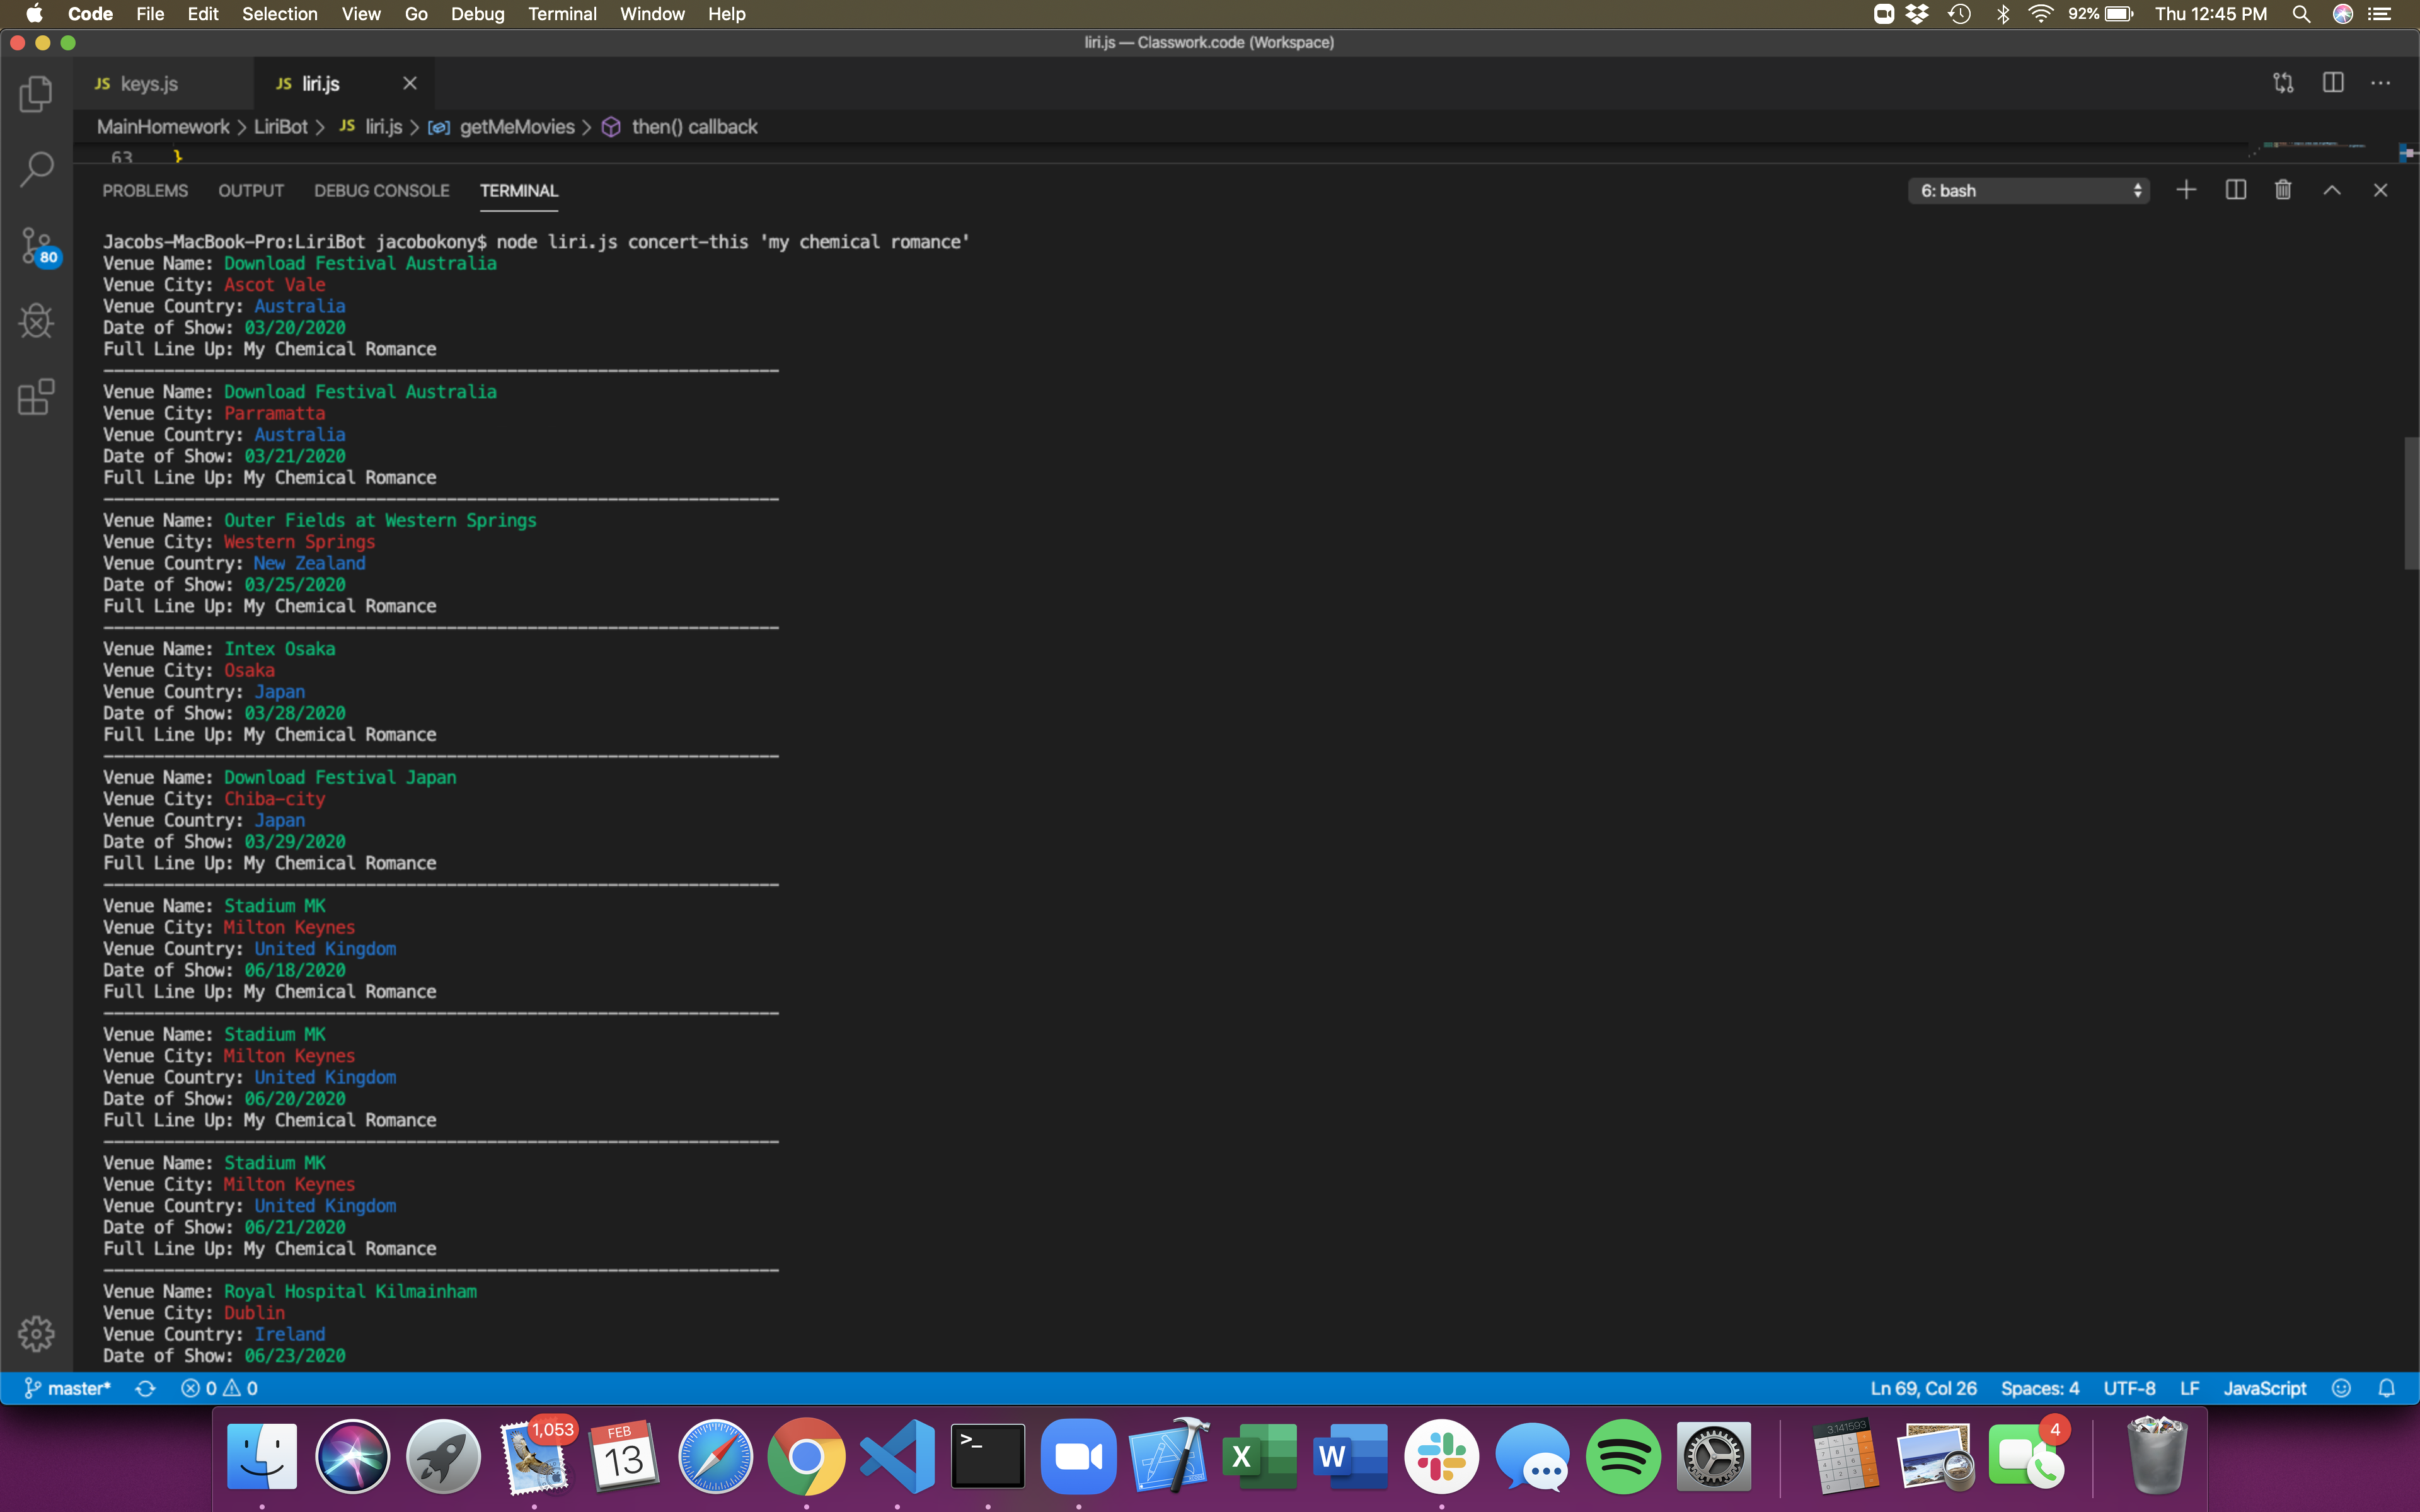 Code File Edit Selection View Go Debug Terminal Window Help 92% Thu 12:45 PM
liri.js — Classwork.code (Workspace)
JS keys.js JS liri.js
MainHomework > LiriBot > JS liri.js > getMeMovies > then() callback
63 }
PROBLEMS OUTPUT DEBUG CONSOLE TERMINAL 6: bash
80
Jacobs-MacBook-Pro:LiriBot jacobokony$ node liri.js concert-this 'my chemical romance'
Venue Name: Download Festival Australia
Venue City: Ascot Vale
Venue Country: Australia
Date of Show: 03/20/2020
Full Line Up: My Chemical Romance
-------------------------------------------------------------------
Venue Name: Download Festival Australia
Venue City: Parramatta
Venue Country: Australia
Date of Show: 03/21/2020
Full Line Up: My Chemical Romance
-------------------------------------------------------------------
Venue Name: Outer Fields at Western Springs
Venue City: Western Springs
Venue Country: New Zealand
Date of Show: 03/25/2020
Full Line Up: My Chemical Romance
-------------------------------------------------------------------
Venue Name: Intex Osaka
Venue City: Osaka
Venue Country: Japan
Date of Show: 03/28/2020
Full Line Up: My Chemical Romance
-------------------------------------------------------------------
Venue Name: Download Festival Japan
Venue City: Chiba-city
Venue Country: Japan
Date of Show: 03/29/2020
Full Line Up: My Chemical Romance
-------------------------------------------------------------------
Venue Name: Stadium MK
Venue City: Milton Keynes
Venue Country: United Kingdom
Date of Show: 06/18/2020
Full Line Up: My Chemical Romance
-------------------------------------------------------------------
Venue Name: Stadium MK
Venue City: Milton Keynes
Venue Country: United Kingdom
Date of Show: 06/20/2020
Full Line Up: My Chemical Romance
-------------------------------------------------------------------
Venue Name: Stadium MK
Venue City: Milton Keynes
Venue Country: United Kingdom
Date of Show: 06/21/2020
Full Line Up: My Chemical Romance
-------------------------------------------------------------------
Venue Name: Royal Hospital Kilmainham
Venue City: Dublin
Venue Country: Ireland
Date of Show: 06/23/2020
master* 0 0 Ln 69, Col 26 Spaces: 4 UTF-8 LF JavaScript
1,053 FEB 13 >_ X W 3.141593 4